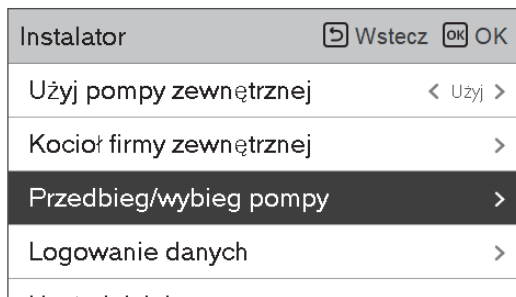 Instalator Wstecz OK OK
Użyj pompy zewnętrznej < Użyj >
Kocioł firmy zewnętrznej >
Przedbieg/wybieg pompy >
Logowanie danych >